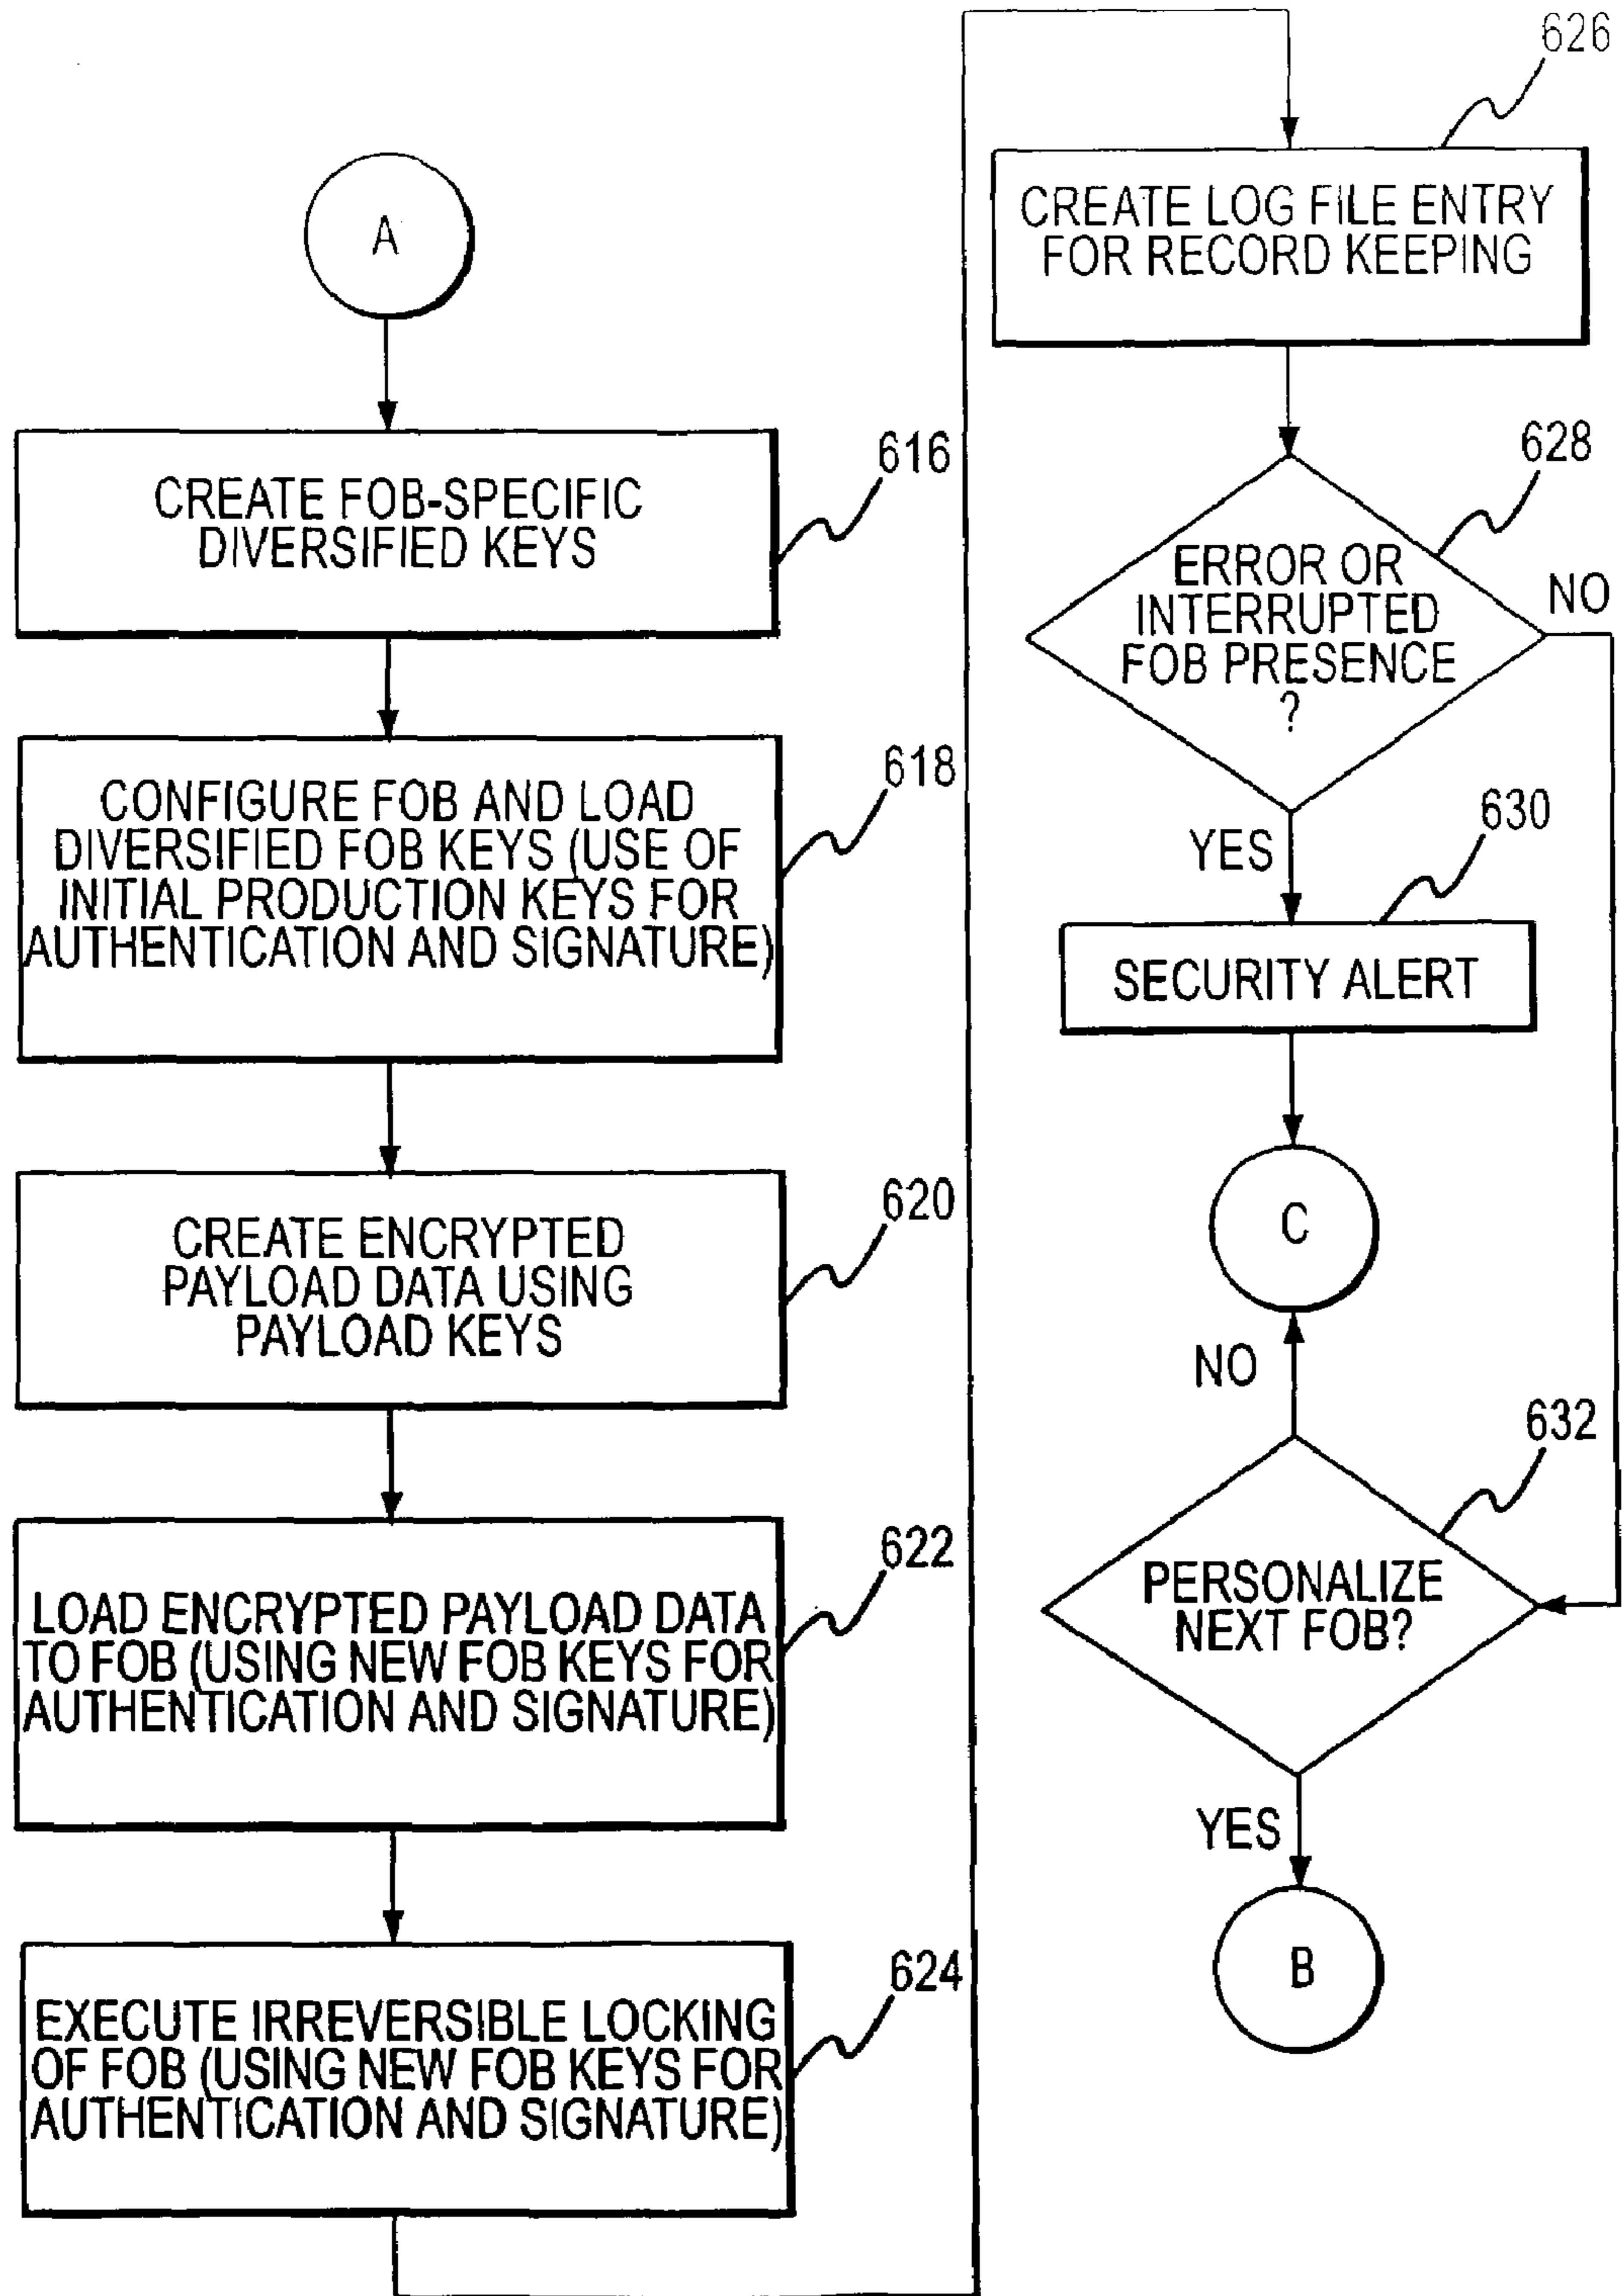 A
616
CREATE FOB-SPECIFIC
DIVERSIFIED KEYS
618
CONFIGURE FOB AND LOAD
DIVERSIFIED FOB KEYS (USE OF
INITIAL PRODUCTION KEYS FOR
AUTHENTICATION AND SIGNATURE)
620
CREATE ENCRYPTED
PAYLOAD DATA USING
PAYLOAD KEYS
622
LOAD ENCRYPTED PAYLOAD DATA
TO FOB (USING NEW FOB KEYS FOR
AUTHENTICATION AND SIGNATURE)
624
EXECUTE IRREVERSIBLE LOCKING
OF FOB (USING NEW FOB KEYS FOR
AUTHENTICATION AND SIGNATURE)
626
CREATE LOG FILE ENTRY
FOR RECORD KEEPING
628
ERROR OR
INTERRUPTED
FOB PRESENCE
?
NO
YES
630
SECURITY ALERT
C
NO
632
PERSONALIZE
NEXT FOB?
YES
B